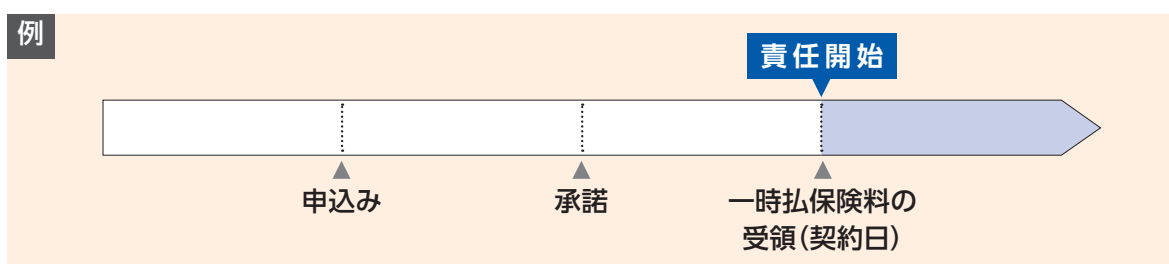 例
責任開始
申込み
承諾
一時払保険料の
受領(契約日)